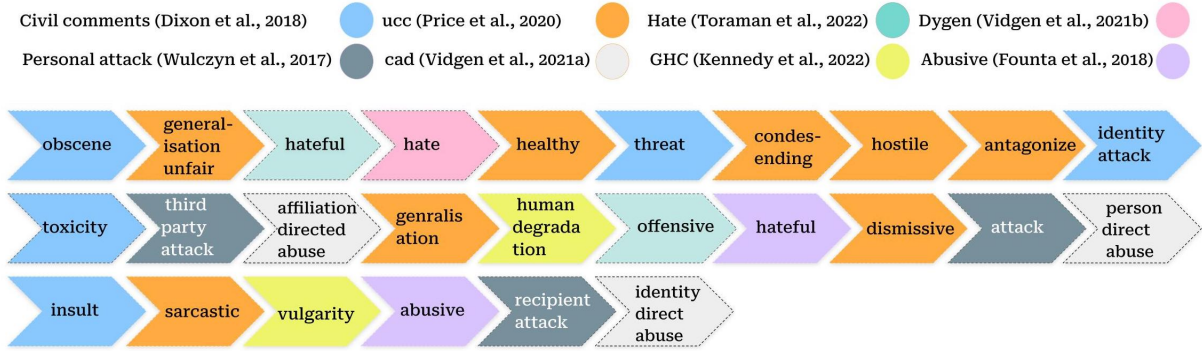 Civil comments (Dixon et al., 2018) ucc (Price et al., 2020) Hate (Toraman et al., 2022) Dygen (Vidgen et al., 2021b)
Personal attack (Wulczyn et al., 2017) cad (Vidgen et al., 2021a) GHC (Kennedy et al., 2022) Abusive (Founta et al., 2018)
obscene
general-
isation
unfair
hateful
hate
healthy
threat
condes-
ending
hostile
antagonize
identity
attack
toxicity
third
party
attack
affiliation
directed
abuse
genralis
ation
human
degrada
tion
offensive
hateful
dismissive
attack
person
direct
abuse
insult
sarcastic
vulgarity
abusive
recipient
attack
identity
direct
abuse